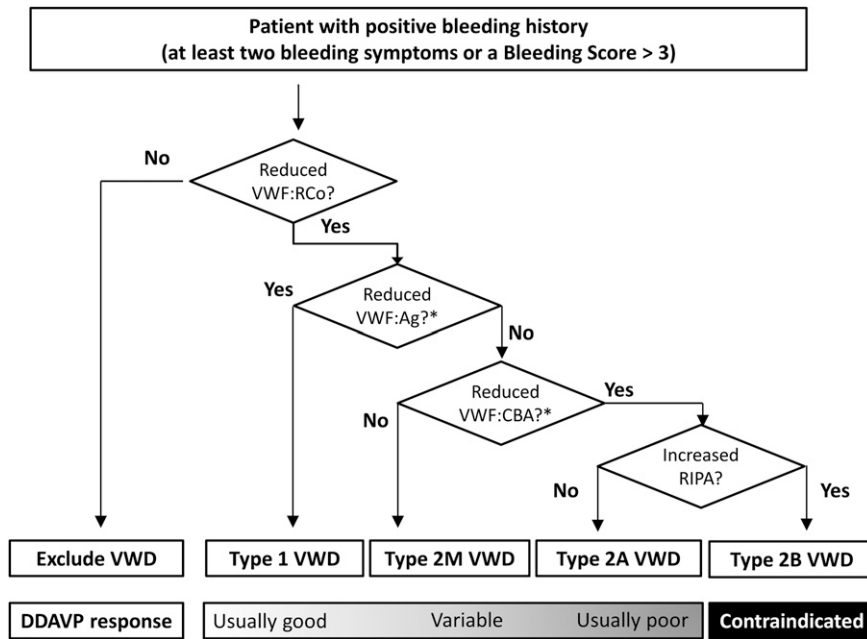 Patient with positive bleeding history
(at least two bleeding symptoms or a Bleeding Score > 3)
No
Reduced
VWF:RCo?
Yes
Yes
Reduced
VWF:Ag?*
No
Reduced
VWF:CBA?*
Yes
No
Increased
RIPA?
No
Yes
Exclude VWD
Type 1 VWD
Type 2M VWD
Type 2A VWD
Type 2B VWD
DDAVP response
Usually good
Variable
Usually poor
Contraindicated